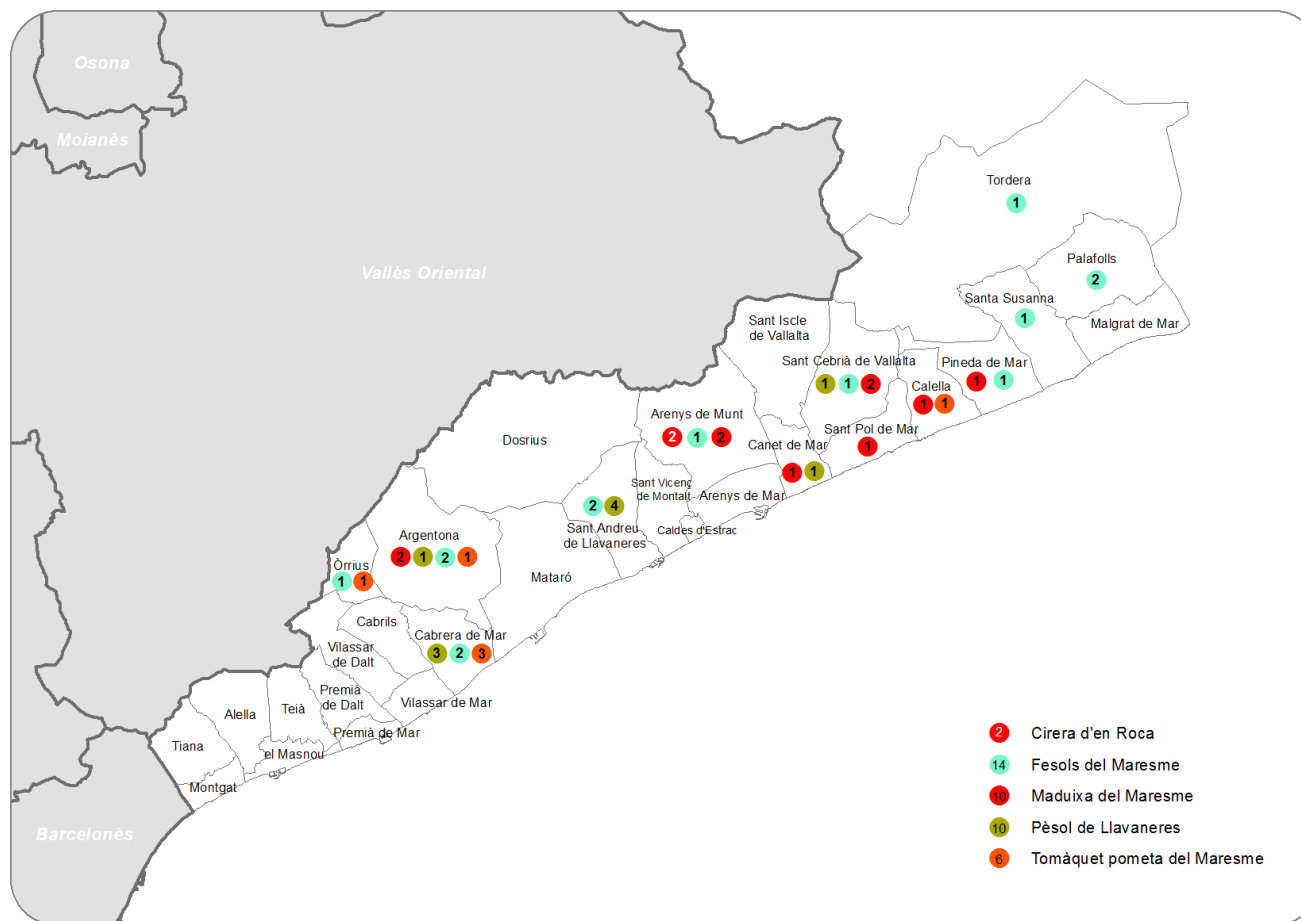 Osona
Moianès
Vallès Oriental
Barcelonès
Tordera
1
Palafolls
2
Santa Susanna
1
Malgrat de Mar
Sant Iscle
de Vallalta
Sant Cebrià de Vallalta
1 1 2
Pineda de Mar
1 1
Calella
1 1
Arenys de Munt
2 1 2
Sant Pol de Mar
1
Canet de Mar
1 1
Dosrius
Sant Vicenç
de Montalt
Arenys de Mar
2 4
Sant Andreu
de Llavaneres
Caldes d'Estrac
Argentona
2 1 2 1
Òrrius
1 1
Mataró
Cabrils
Cabrera de Mar
3 2 3
Vilassar
de Dalt
Premià
de Dalt
Vilassar de Mar
Teià
Alella
Premià de Mar
Tiana
el Masnou
Montgat
2 Cirera d'en Roca
14 Fesols del Maresme
10 Maduixa del Maresme
10 Pèsol de Llavaneres
6 Tomàquet pometa del Maresme